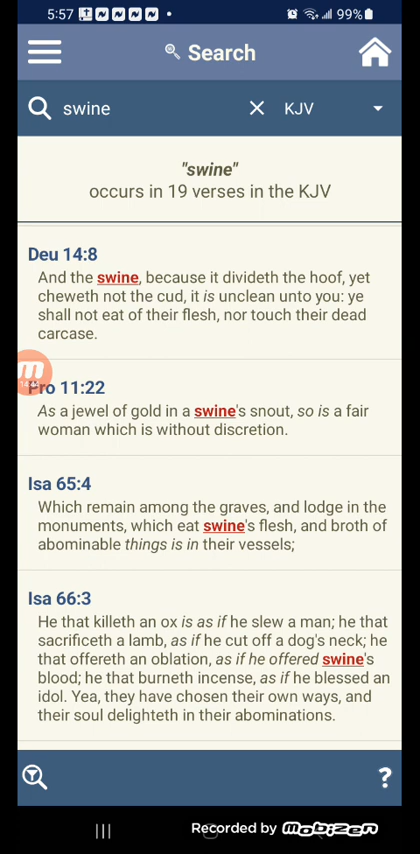 5:57 99%
Search
swine KJV
"swine"
occurs in 19 verses in the KJV
Deu 14:8
And the swine, because it divideth the hoof, yet
cheweth not the cud, it is unclean unto you: ye
shall not eat of their flesh, nor touch their dead
carcase.
14:44
Pro 11:22
As a jewel of gold in a swine's snout, so is a fair
woman which is without discretion.
Isa 65:4
Which remain among the graves, and lodge in the
monuments, which eat swine's flesh, and broth of
abominable things is in their vessels;
Isa 66:3
He that killeth an ox is as if he slew a man; he that
sacrificeth a lamb, as if he cut off a dog's neck; he
that offereth an oblation, as if he offered swine's
blood; he that burneth incense, as if he blessed an
idol. Yea, they have chosen their own ways, and
their soul delighteth in their abominations.
?
Recorded by mobizen